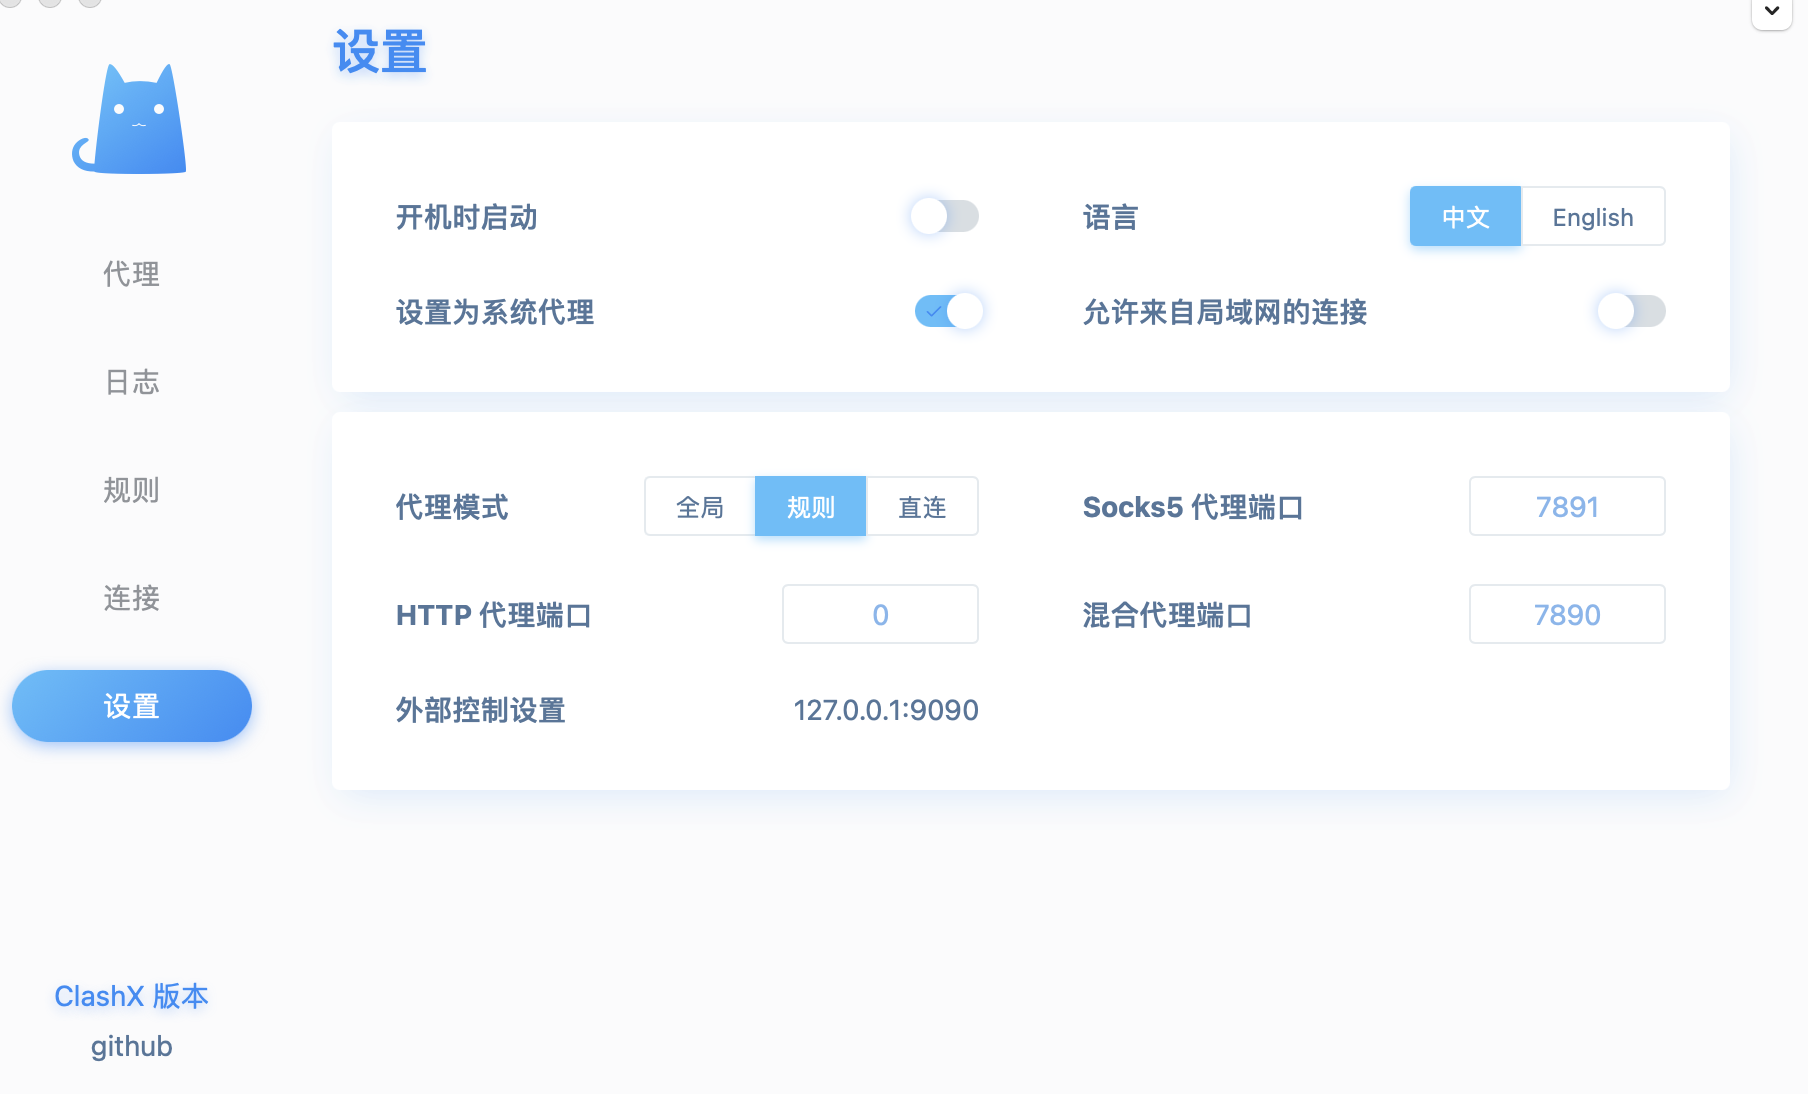 设置
开机时启动
语言
中文
English
设置为系统代理
允许来自局域网的连接
代理
日志
规则
连接
设置
代理模式
全局
规则
直连
Socks5 代理端口
7891
HTTP 代理端口
0
混合代理端口
7890
外部控制设置
127.0.0.1:9090
ClashX 版本
github